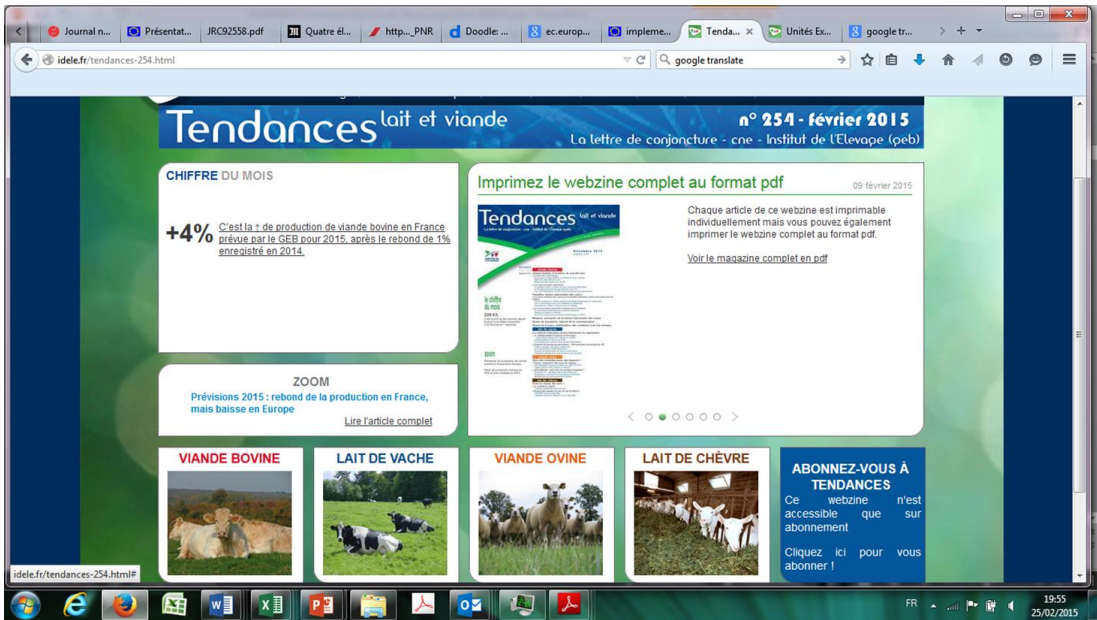 Journal n...
Présentat...
JRC92558.pdf
Quatre él...
http..._PNR
Doodle: ...
ec.europ...
impleme...
Tenda...
Unités Ex...
google tr...
idele.fr/tendances-254.html
google translate
Tendances lait et viande
n° 254 - février 2015
La lettre de conjoncture - cne - Institut de l'Elevage (geb)
CHIFFRE DU MOIS
+4%
C'est la ↑ de production de viande bovine en France
prévue par le GEB pour 2015, après le rebond de 1%
enregistré en 2014.
Imprimez le webzine complet au format pdf
09 février 2015
Tendances lait et viande
le chiffre
du mois
zoom
Chaque article de ce webzine est imprimable
individuellement mais vous pouvez également
imprimer le webzine complet au format pdf.
Voir le magazine complet en pdf
ZOOM
Prévisions 2015 : rebond de la production en France,
mais baisse en Europe
Lire l'article complet
VIANDE BOVINE
LAIT DE VACHE
VIANDE OVINE
LAIT DE CHÈVRE
ABONNEZ-VOUS À
TENDANCES
Ce webzine n'est
accessible que sur
abonnement
Cliquez ici pour vous
abonner !
idele.fr/tendances-254.html#
FR
19:55
25/02/2015